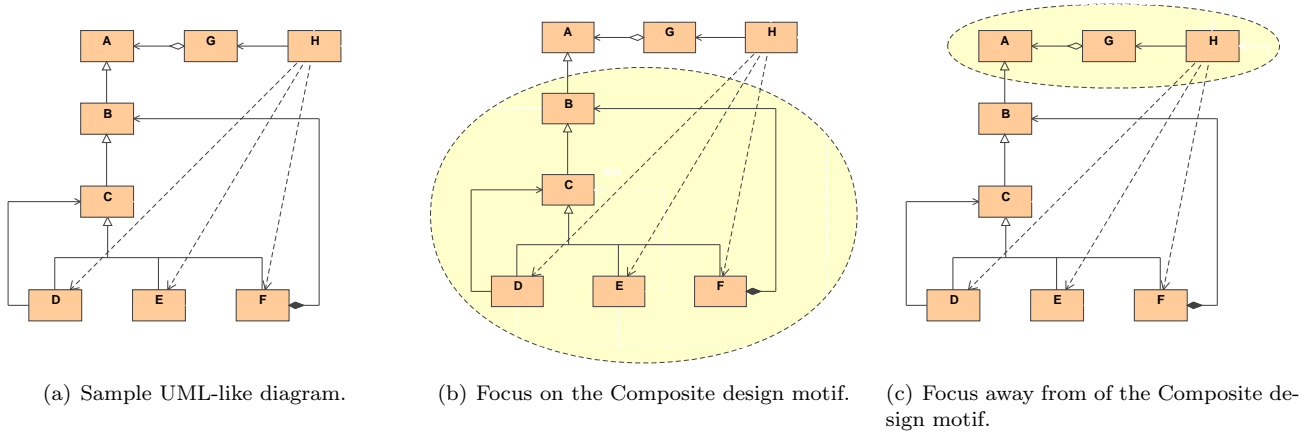 A G H
B
C
D E F
(a) Sample UML-like diagram.
A G H
B
C
D E F
(b) Focus on the Composite design motif.
A G H
B
C
D E F
(c) Focus away from of the Composite de-
sign motif.